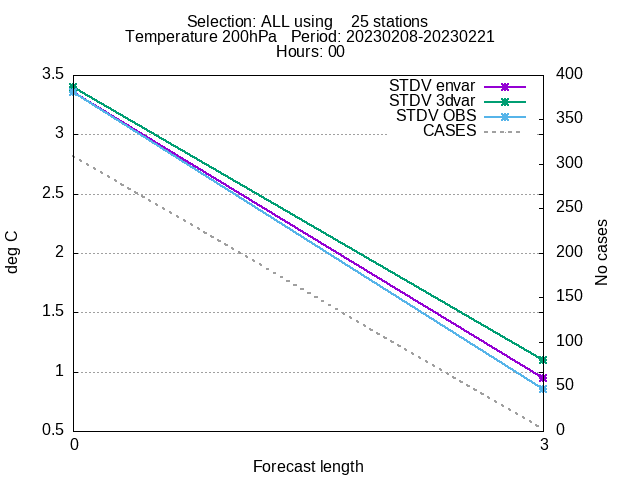 Selection: ALL using    25 stations
Temperature 200hPa   Period: 20230208-20230221
Hours: 00
STDV envar
STDV 3dvar
STDV OBS
CASES
3.5
3
2.5
2
1.5
1
0.5
deg C
400
350
300
250
200
150
100
50
0
No cases
0
3
Forecast length